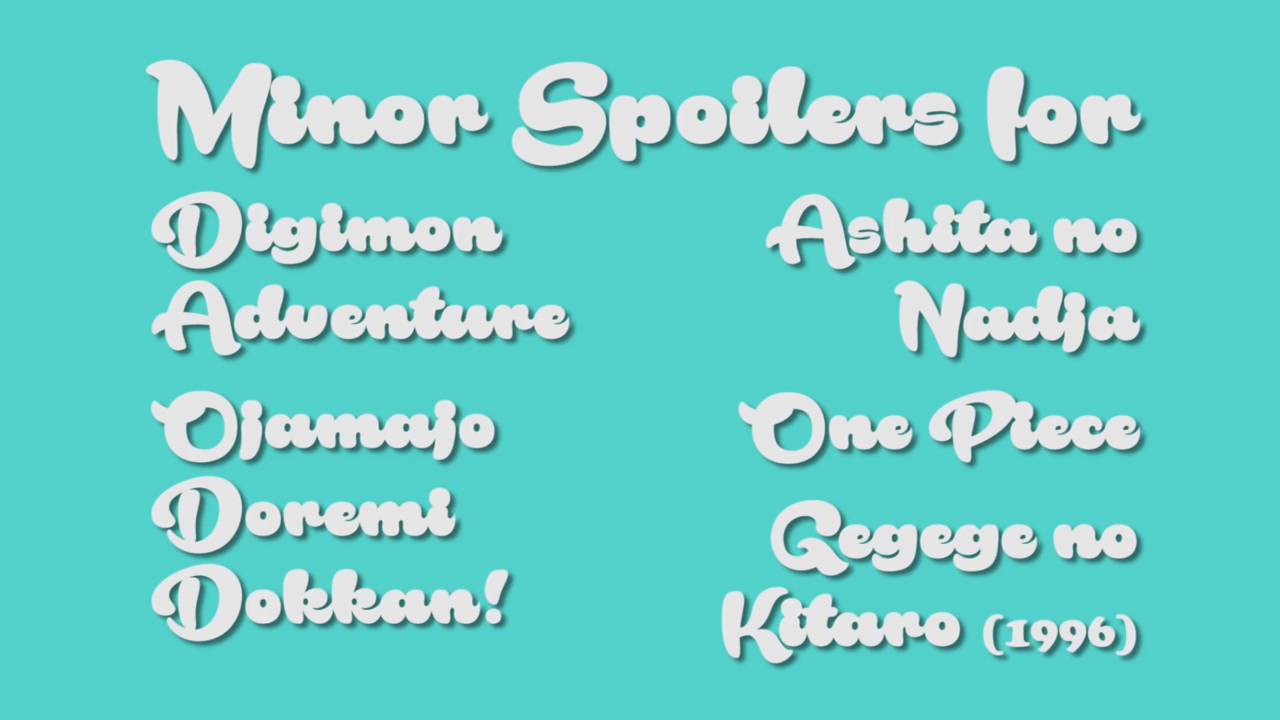 Minor Spoilers for
Digimon
Adventure
Ojamajo
Doremi
Dokkan!
Ashita no
Nadja
One Piece
Gegege no
Kitaro (1996)